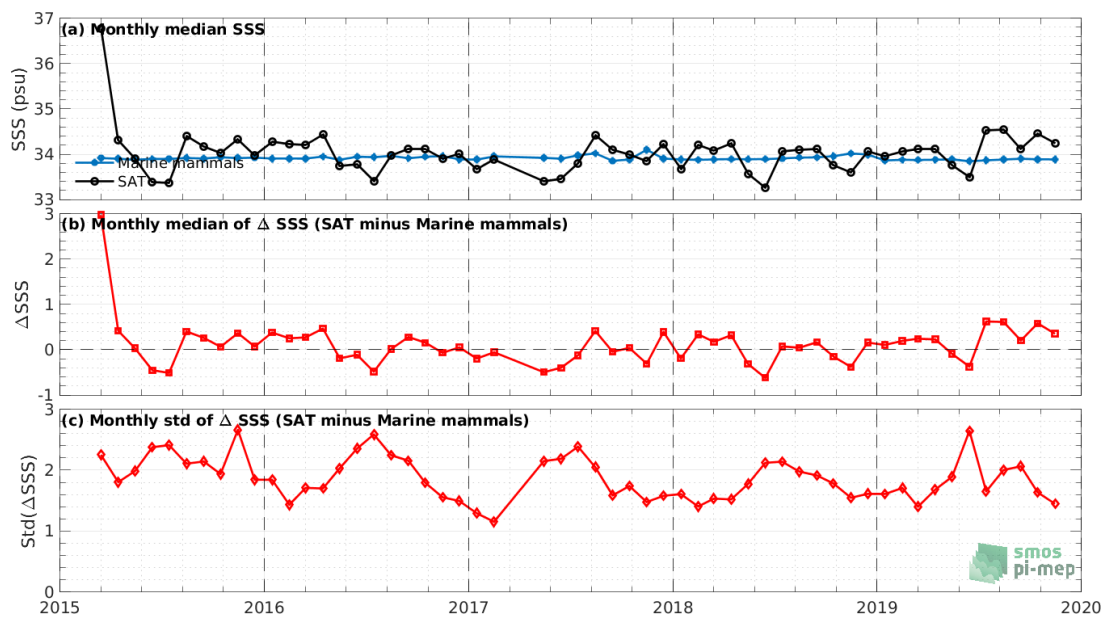 37
(a) Monthly median SSS
36
SSS (psu)
35
34
Marine mammals
SAT
33
3
(b) Monthly median of Δ SSS (SAT minus Marine mammals)
2
ΔSSS
1
0
-1
3
(c) Monthly std of Δ SSS (SAT minus Marine mammals)
2
Std(ΔSSS)
1
smos
pi-mep
0
2015 2016 2017 2018 2019 2020